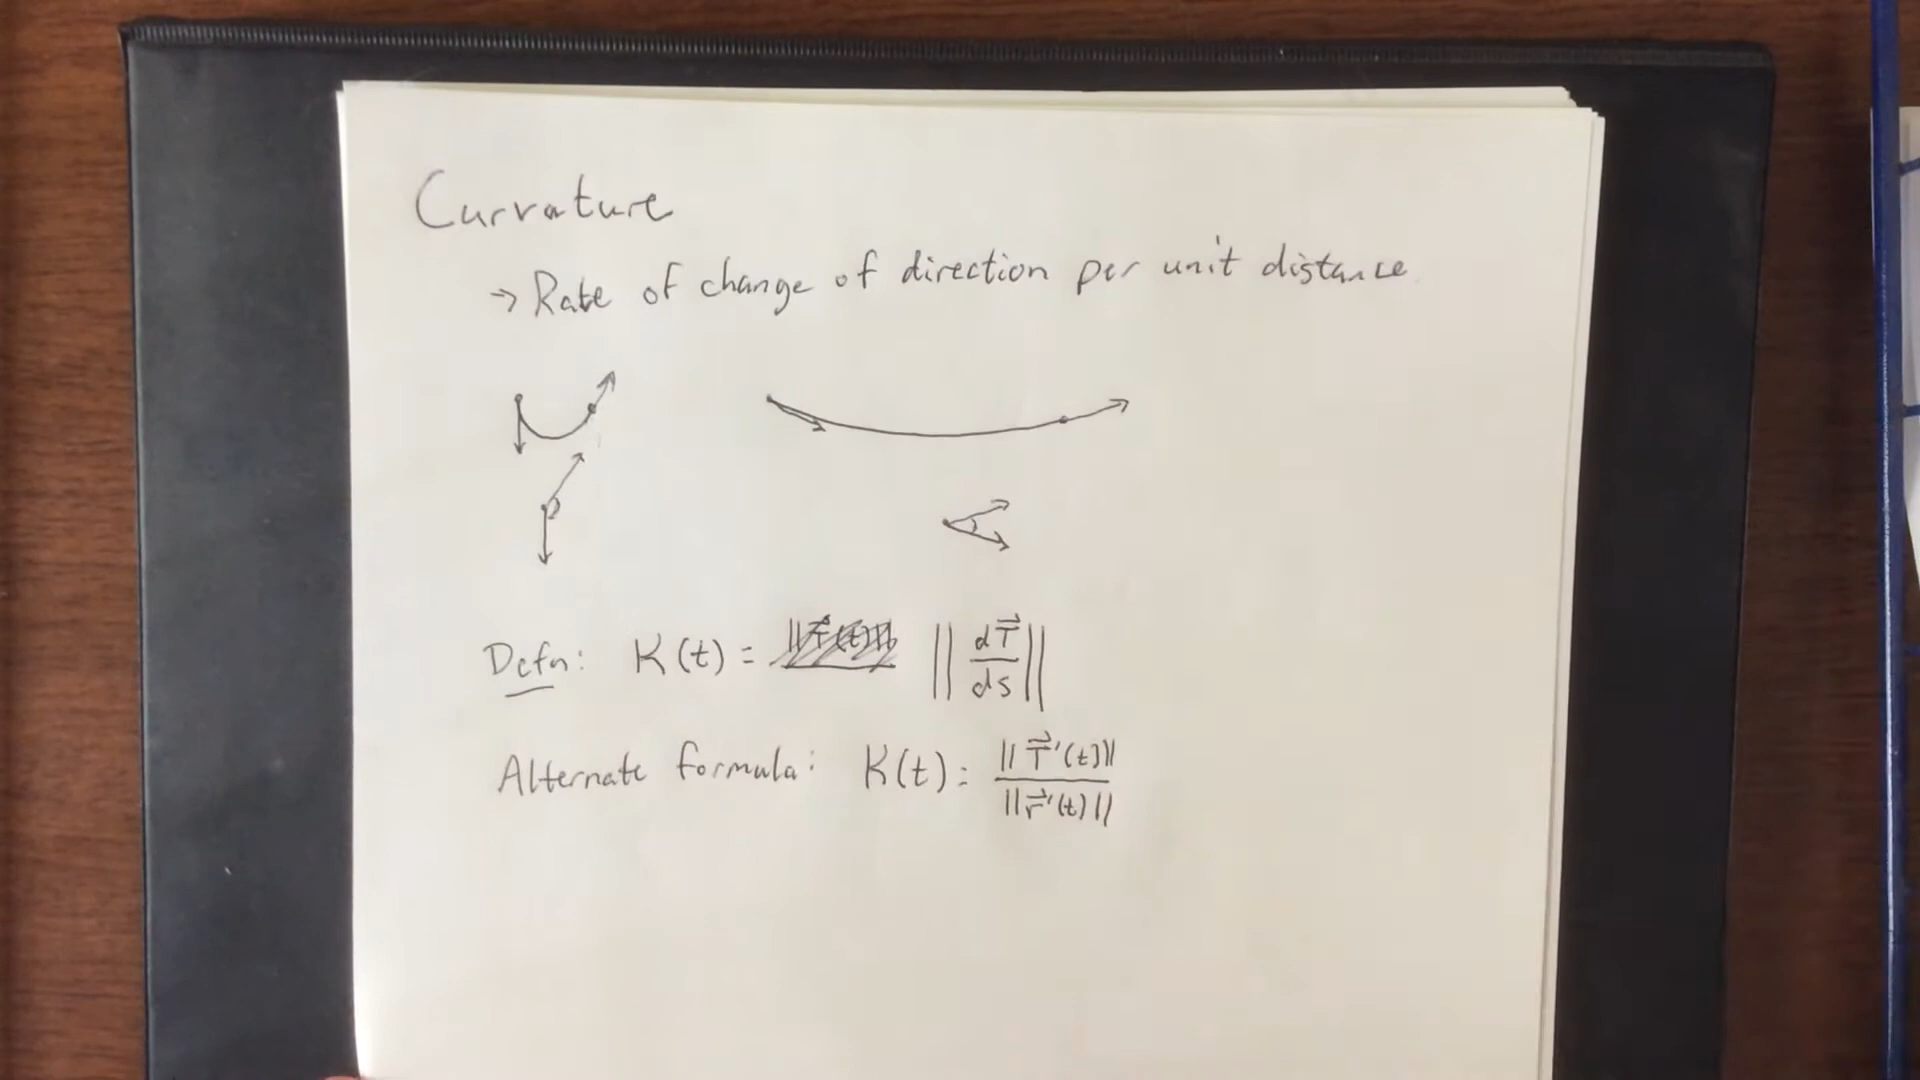 Curvature
→ Rate of change of direction per unit distance
Defn: K(t) = || dT⃗/ds ||
Alternate formula: K(t) = ||T⃗'(t)|| / ||r⃗'(t)||